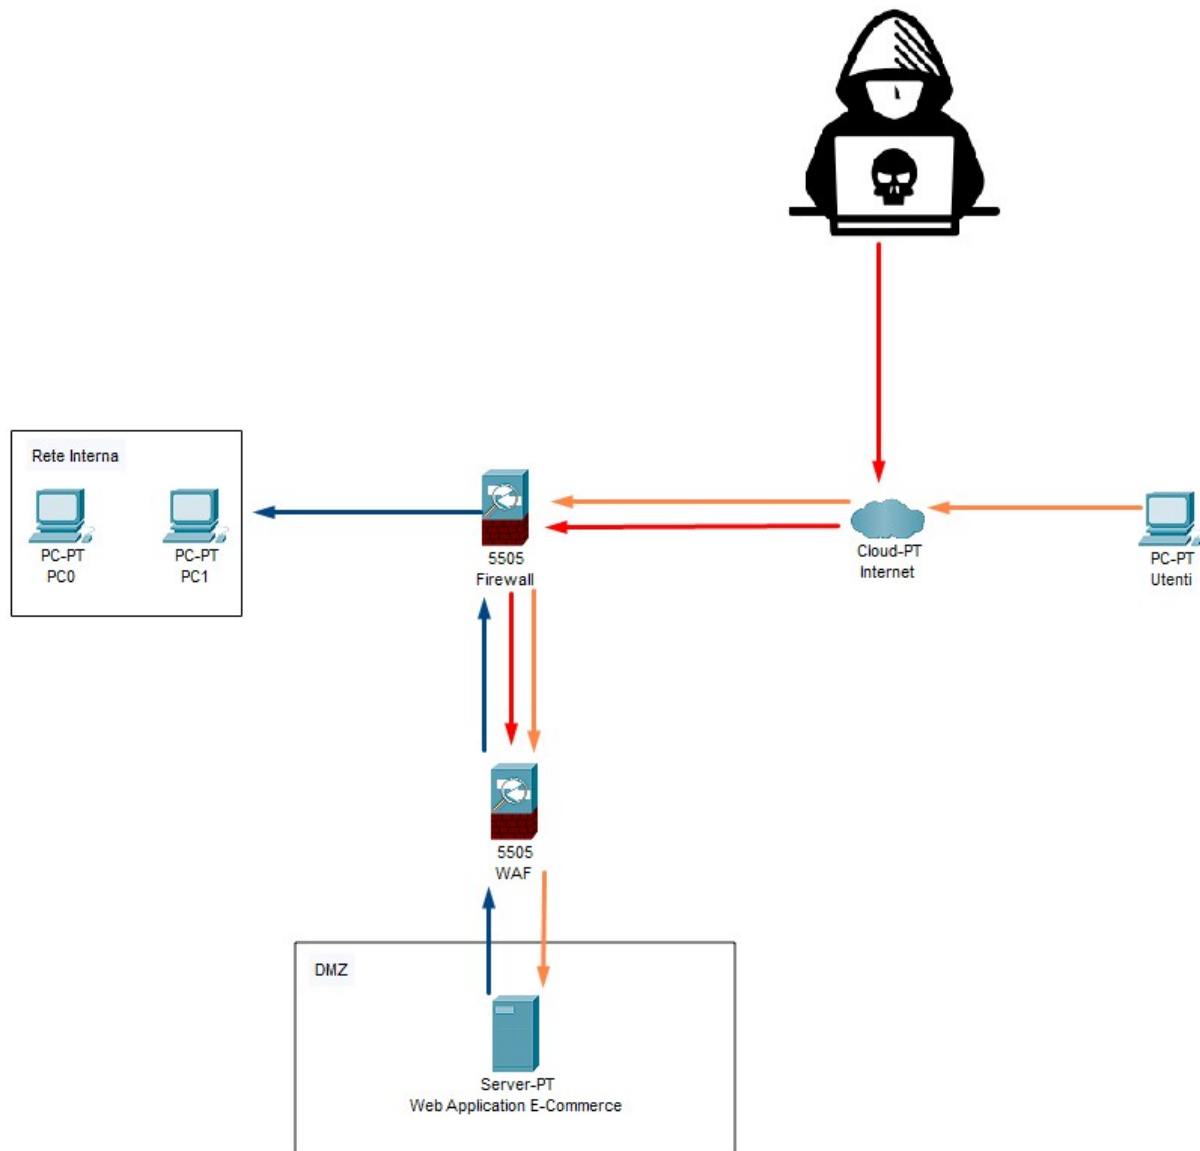 Rete Interna
PC-PT
PC0
PC-PT
PC1
5505
Firewall
Cloud-PT
Internet
PC-PT
Utenti
5505
WAF
DMZ
Server-PT
Web Application E-Commerce